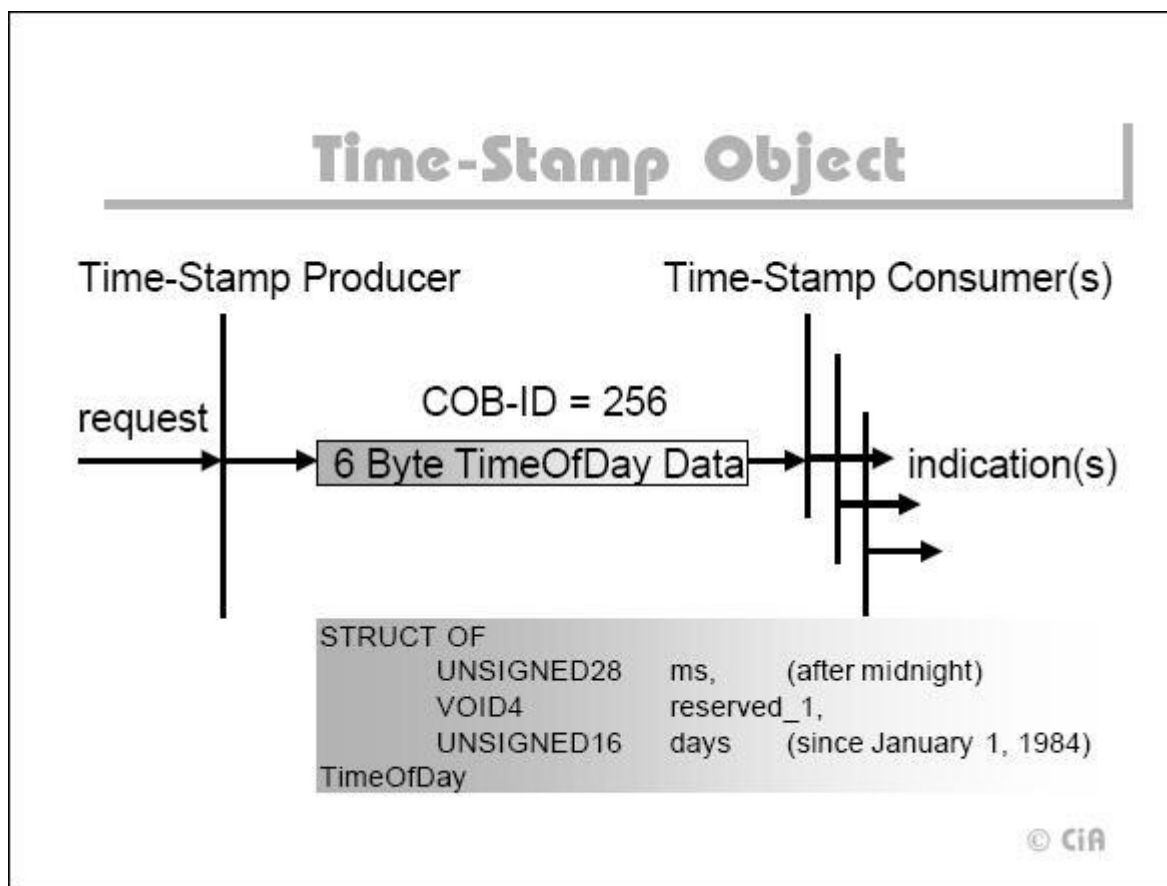 Time-Stamp Object
Time-Stamp Producer
Time-Stamp Consumer(s)
request
COB-ID = 256
6 Byte TimeOfDay Data
indication(s)
STRUCT OF
UNSIGNED28 ms, (after midnight)
VOID4 reserved_1,
UNSIGNED16 days (since January 1, 1984)
TimeOfDay
© CiA